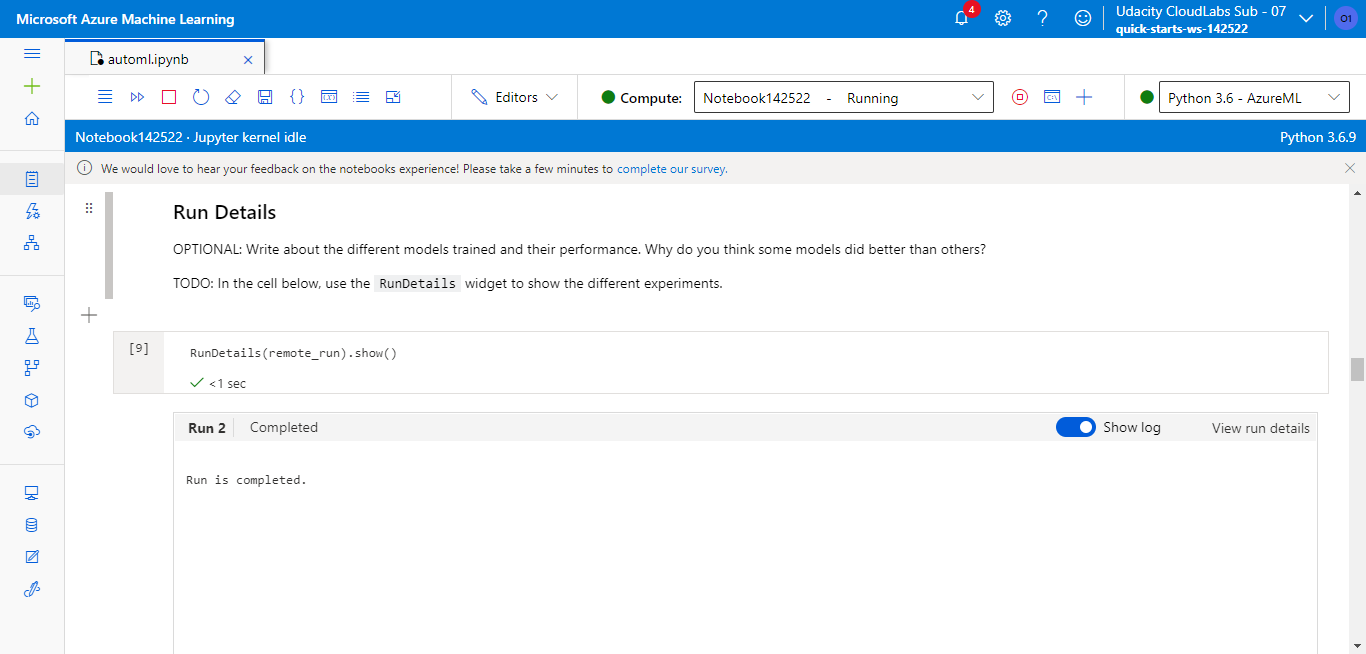 Microsoft Azure Machine Learning
4
Udacity CloudLabs Sub - 07
quick-starts-ws-142522
O1
automl.ipynb
Editors
Compute:
Notebook142522 - Running
Python 3.6 - AzureML
Notebook142522 · Jupyter kernel idle
Python 3.6.9
We would love to hear your feedback on the notebooks experience! Please take a few minutes to complete our survey.
Run Details
OPTIONAL: Write about the different models trained and their performance. Why do you think some models did better than others?
TODO: In the cell below, use the RunDetails widget to show the different experiments.
[9]
RunDetails(remote_run).show()
<1 sec
Run 2
Completed
Show log
View run details
Run is completed.